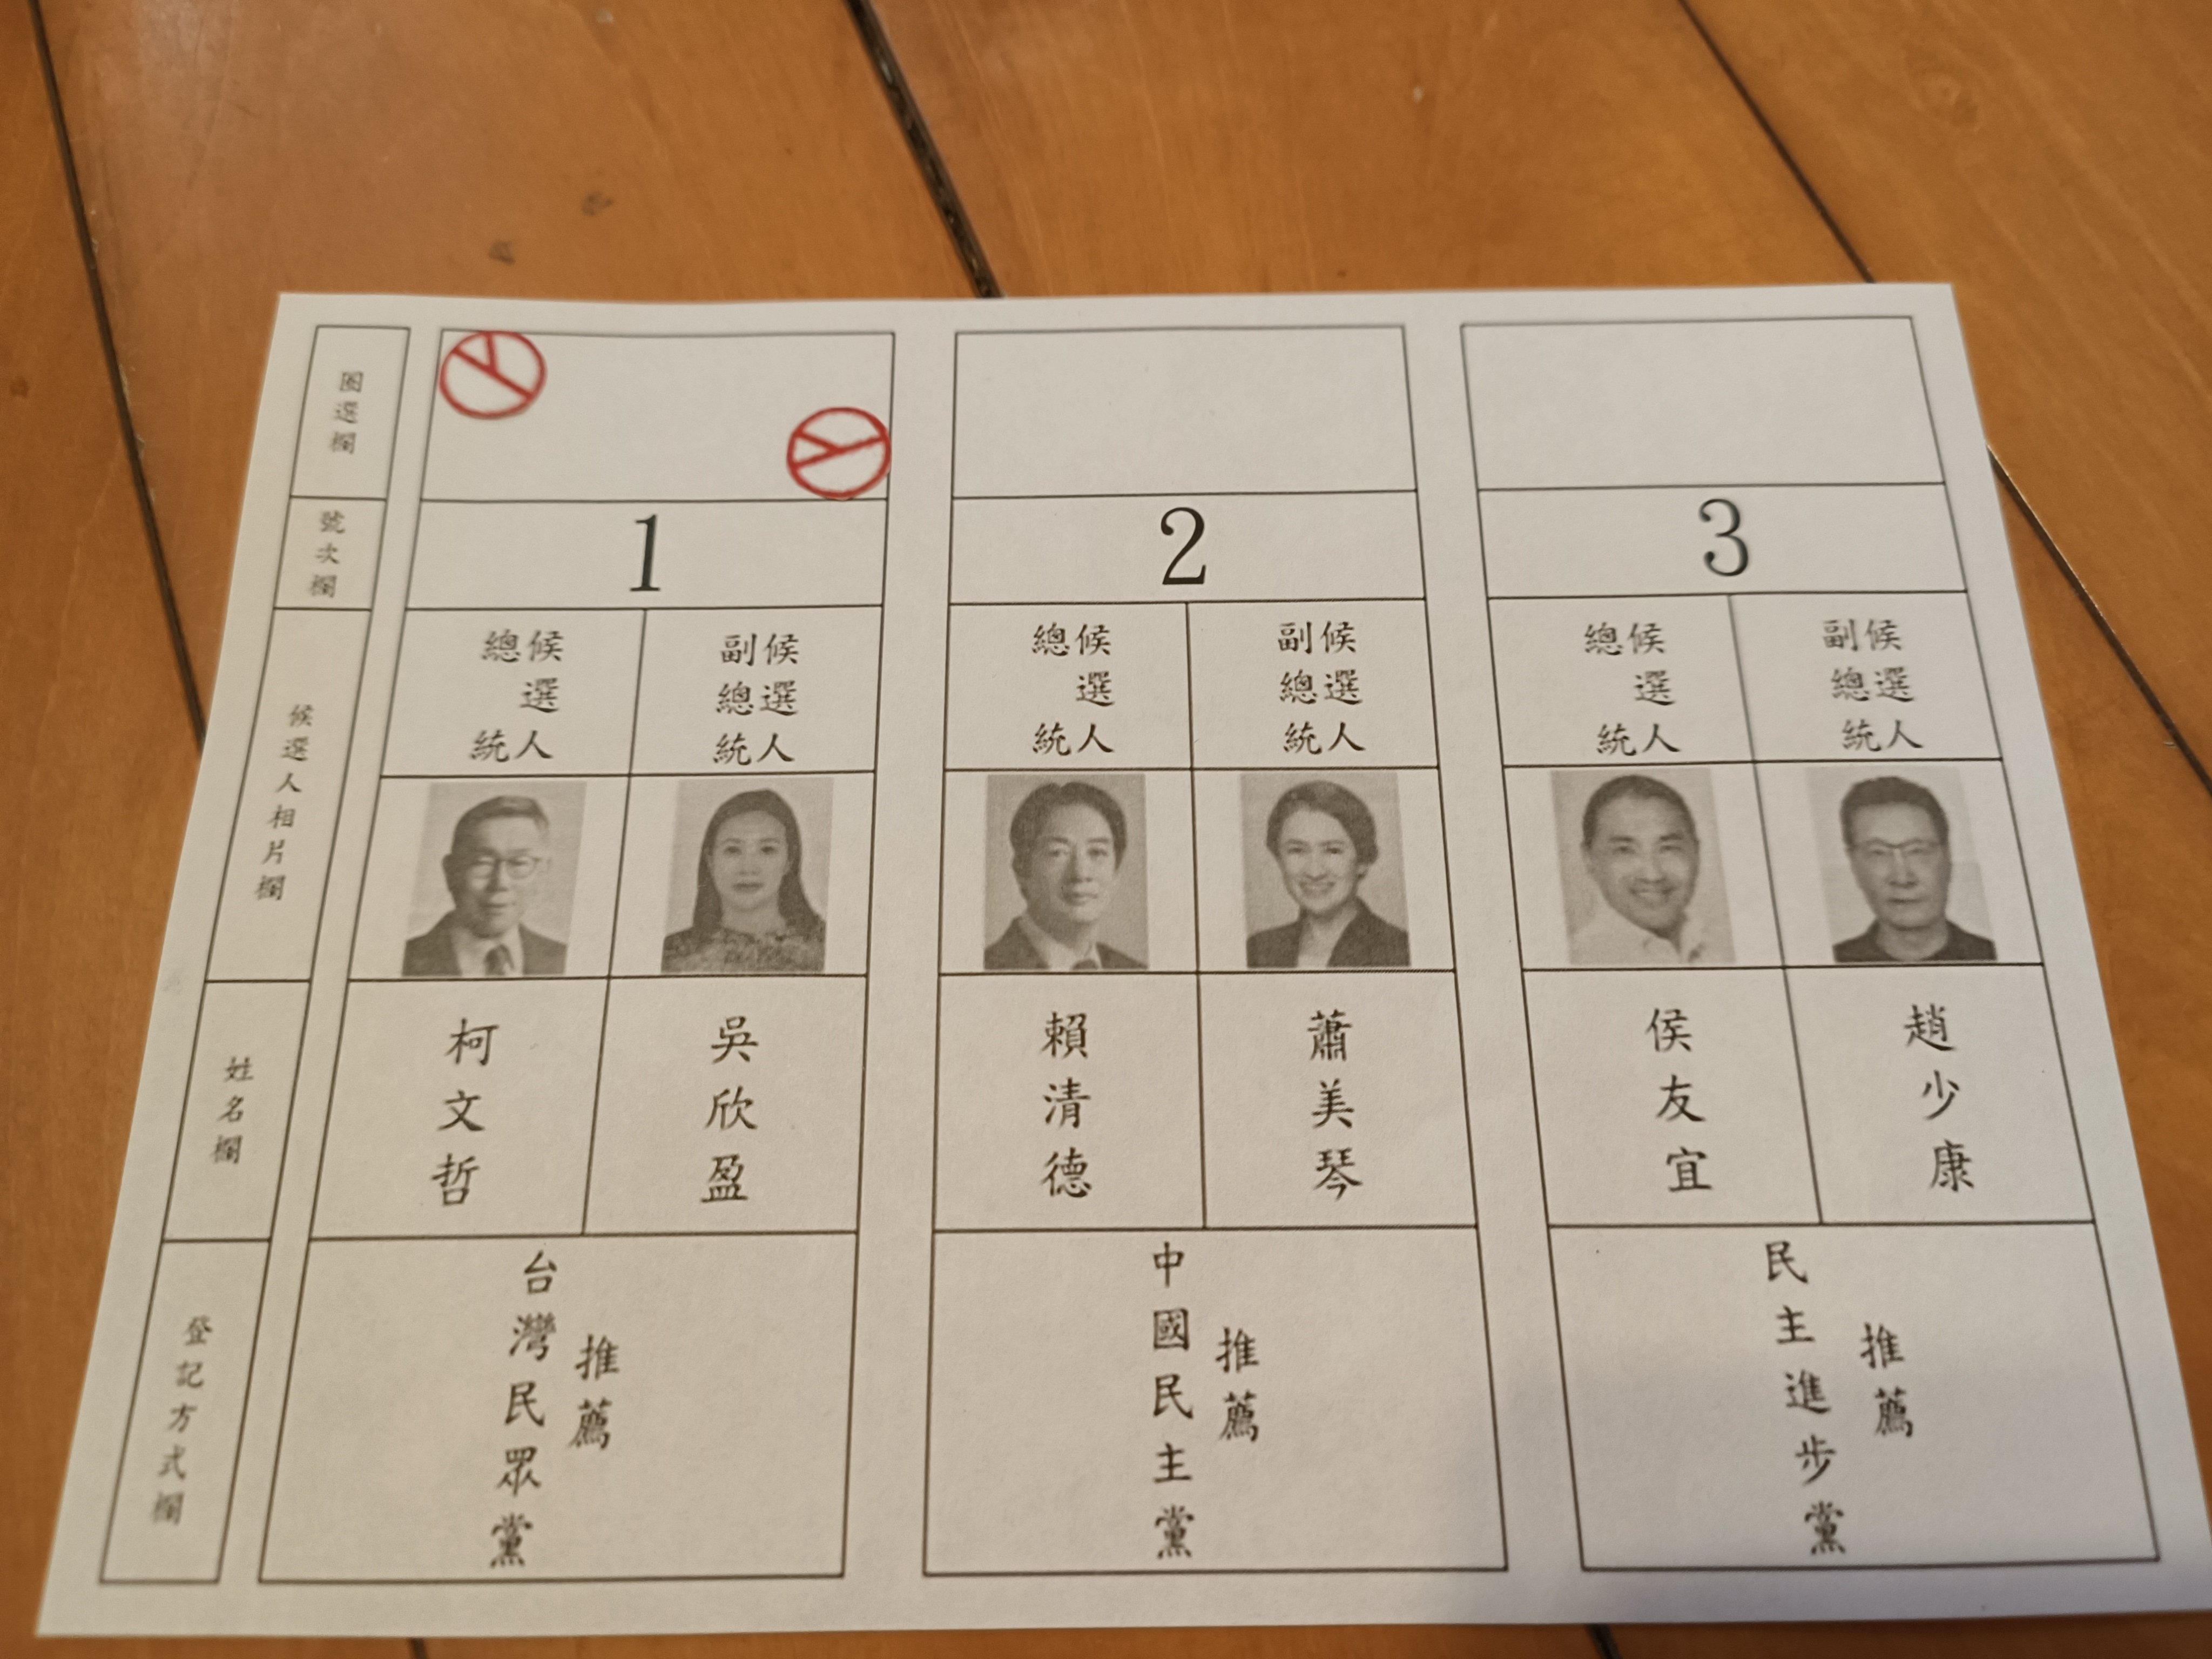 圈選欄
號次欄
候選人相片欄
姓名欄
登記方式欄
1
總統
候選人
副總統
候選人
柯文哲
吳欣盈
台灣民眾黨
推薦
2
總統
候選人
副總統
候選人
賴清德
蕭美琴
中國民主黨
推薦
3
總統
候選人
副總統
候選人
侯友宜
趙少康
民主進步黨
推薦